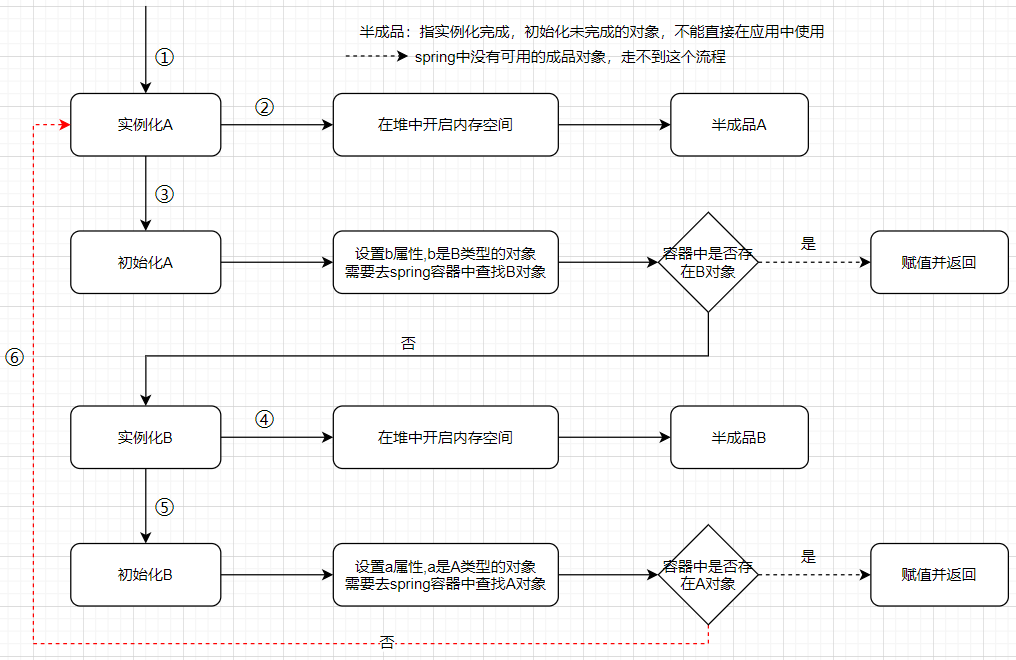 半成品：指实例化完成，初始化未完成的对象，不能直接在应用中使用
spring中没有可用的成品对象，走不到这个流程
①
②
实例化A
在堆中开启内存空间
半成品A
③
初始化A
设置b属性,b是B类型的对象
需要去spring容器中查找B对象
容器中是否存
在B对象
是
赋值并返回
否
⑥
④
实例化B
在堆中开启内存空间
半成品B
⑤
初始化B
设置a属性,a是A类型的对象
需要去spring容器中查找A对象
容器中是否存
在A对象
是
赋值并返回
否